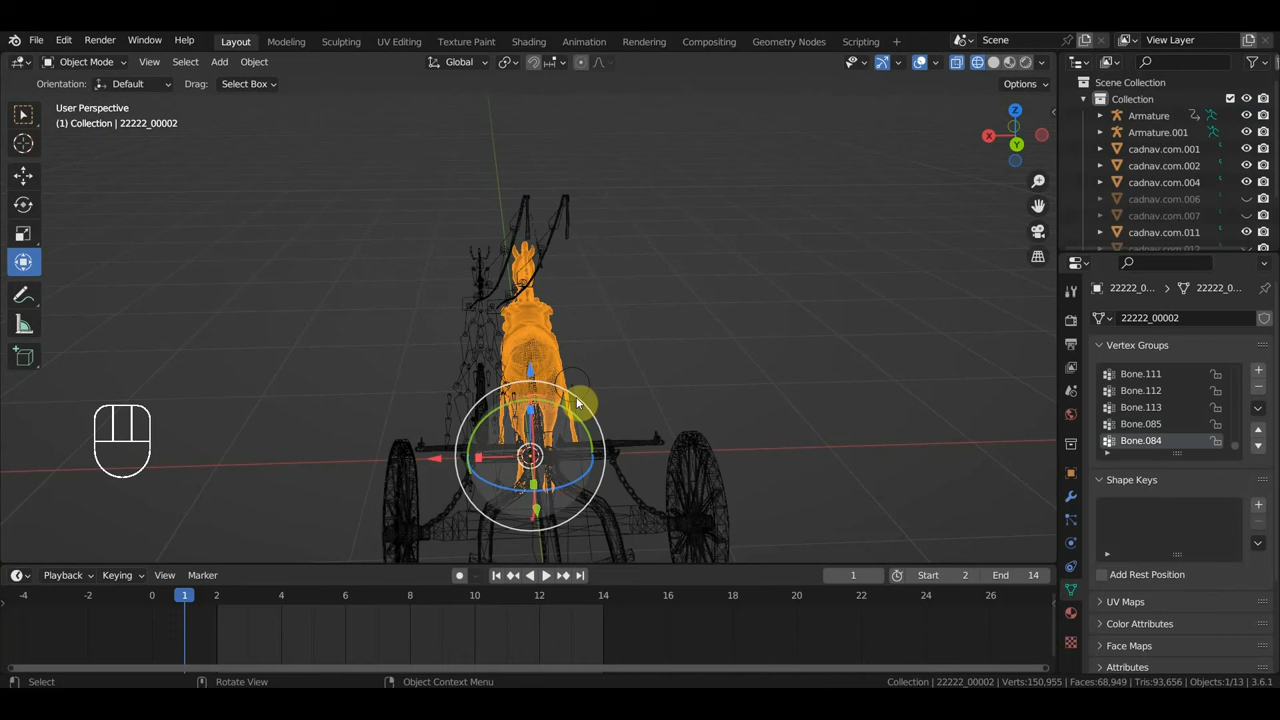 File Edit Render Window Help Layout Modeling Sculpting UV Editing Texture Paint Shading Animation Rendering Compositing Geometry Nodes Scripting + Scene View Layer
Object Mode View Select Add Object Global Options
Orientation: Default Drag: Select Box
User Perspective
(1) Collection | 22222_00002
Z
X
Y
Scene Collection
Collection
Armature
Armature.001
cadnav.com.001
cadnav.com.002
cadnav.com.004
cadnav.com.006
cadnav.com.007
cadnav.com.011
22222_0... 22222_0...
22222_00002
Vertex Groups
Bone.111
Bone.112
Bone.113
Bone.085
Bone.084
Shape Keys
Add Rest Position
UV Maps
Color Attributes
Face Maps
Attributes
Playback Keying View Marker 1 Start 2 End 14
-4 -2 0 1 2 4 6 8 10 12 14 16 18 20 22 24 26
Select Rotate View Object Context Menu Collection | 22222_00002 | Verts:150,955 | Faces:68,949 | Tris:93,656 | Objects:1/13 | 3.6.1